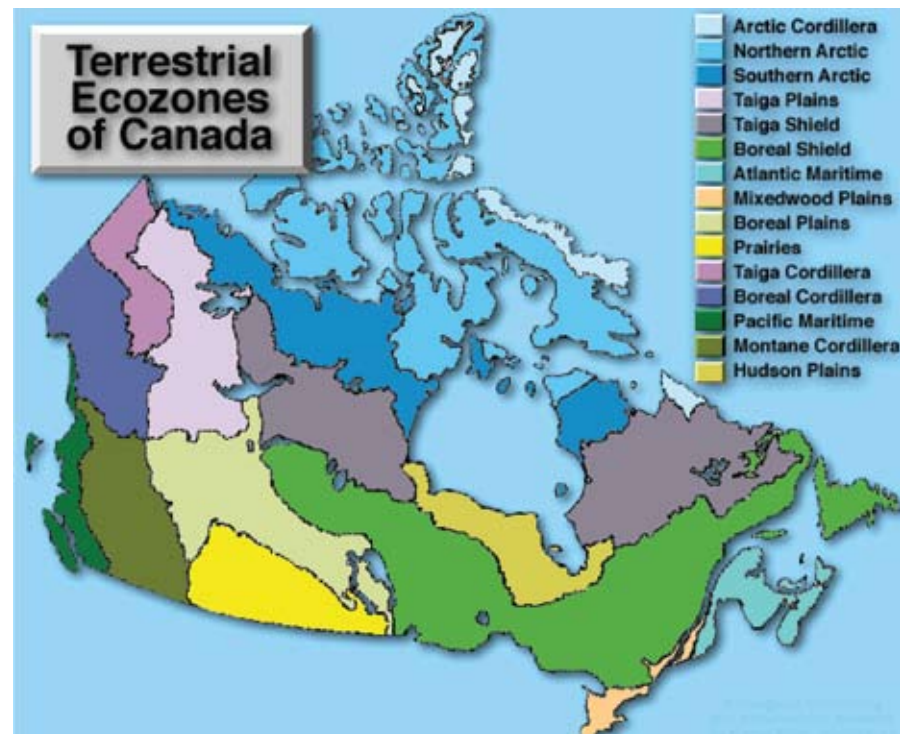 Terrestrial
Ecozones
of Canada
Arctic Cordillera
Northern Arctic
Southern Arctic
Taiga Plains
Taiga Shield
Boreal Shield
Atlantic Maritime
Mixedwood Plains
Boreal Plains
Prairies
Taiga Cordillera
Boreal Cordillera
Pacific Maritime
Montane Cordillera
Hudson Plains